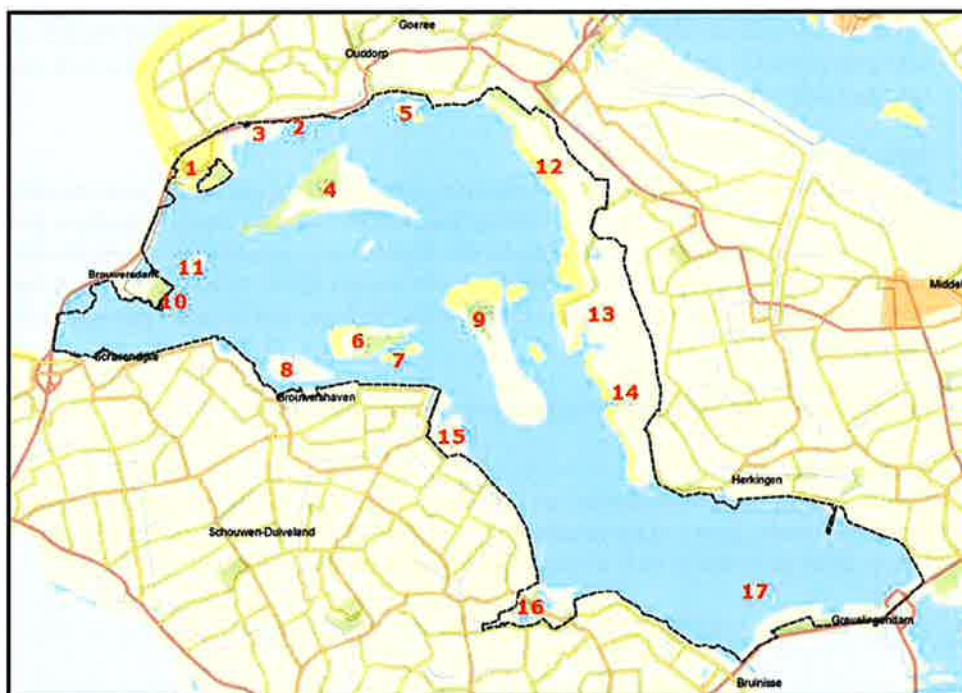 Goeree
Ouddorp
5
2
3
12
1
4
11
Brouwersdam
Middel
10
13
9
6
7
Scharendijke
8
14
Brouwershaven
15
Herkingen
Schouwen-Duiveland
17
16
Grevelingendam
Bruinisse